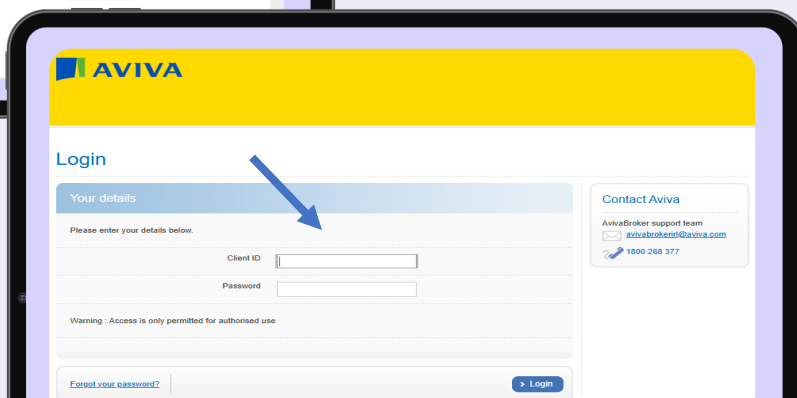 AVIVA
Login
Your details
Please enter your details below.
Client ID
Password
Warning : Access is only permitted for authorised use
Forgot your password?
> Login
Contact Aviva
AvivaBroker support team
avivabrokerirl@aviva.com
1800 268 377